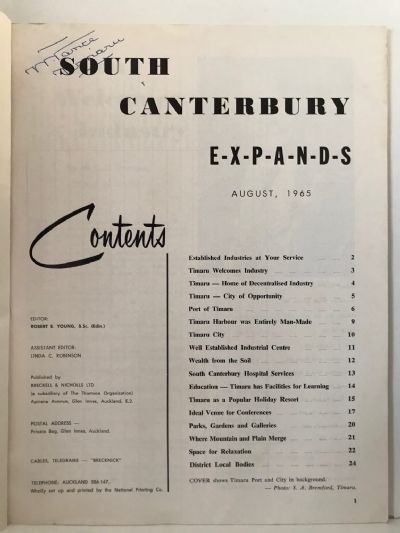 Timaru
SOUTH
CANTERBURY
E-X-P-A-N-D-S
AUGUST, 1965
Contents
Established Industries at Your Service 2
Timaru Welcomes Industry 3
Timaru — Home of Decentralised Industry 4
Timaru — City of Opportunity 5
Port of Timaru 6
Timaru Harbour was Entirely Man-Made 9
Timaru City 10
Well Established Industrial Centre 11
Wealth from the Soil 12
South Canterbury Hospital Services 13
Education — Timaru has Facilities for Learning 14
Timaru as a Popular Holiday Resort 15
Ideal Venue for Conferences 17
Parks, Gardens and Galleries 20
Where Mountain and Plain Merge 21
Space for Relaxation 22
District Local Bodies 24
COVER shows Timaru Port and City in background.
— Photo: S. A. Bremford, Timaru.
EDITOR:
ROBERT E. YOUNG, B.Sc. (Edin.)
ASSISTANT EDITOR:
LINDA C. ROBINSON
Published by
BRECKELL & NICHOLLS LTD
(a subsidiary of The Thomson Organization)
Apirana Avenue, Glen Innes, Auckland, E.2.
POSTAL ADDRESS —
Private Bag, Glen Innes, Auckland.
CABLES, TELEGRAMS — "BRECKNICK"
TELEPHONE: AUCKLAND 586-147.
Wholly set up and printed by the National Printing Co.
1